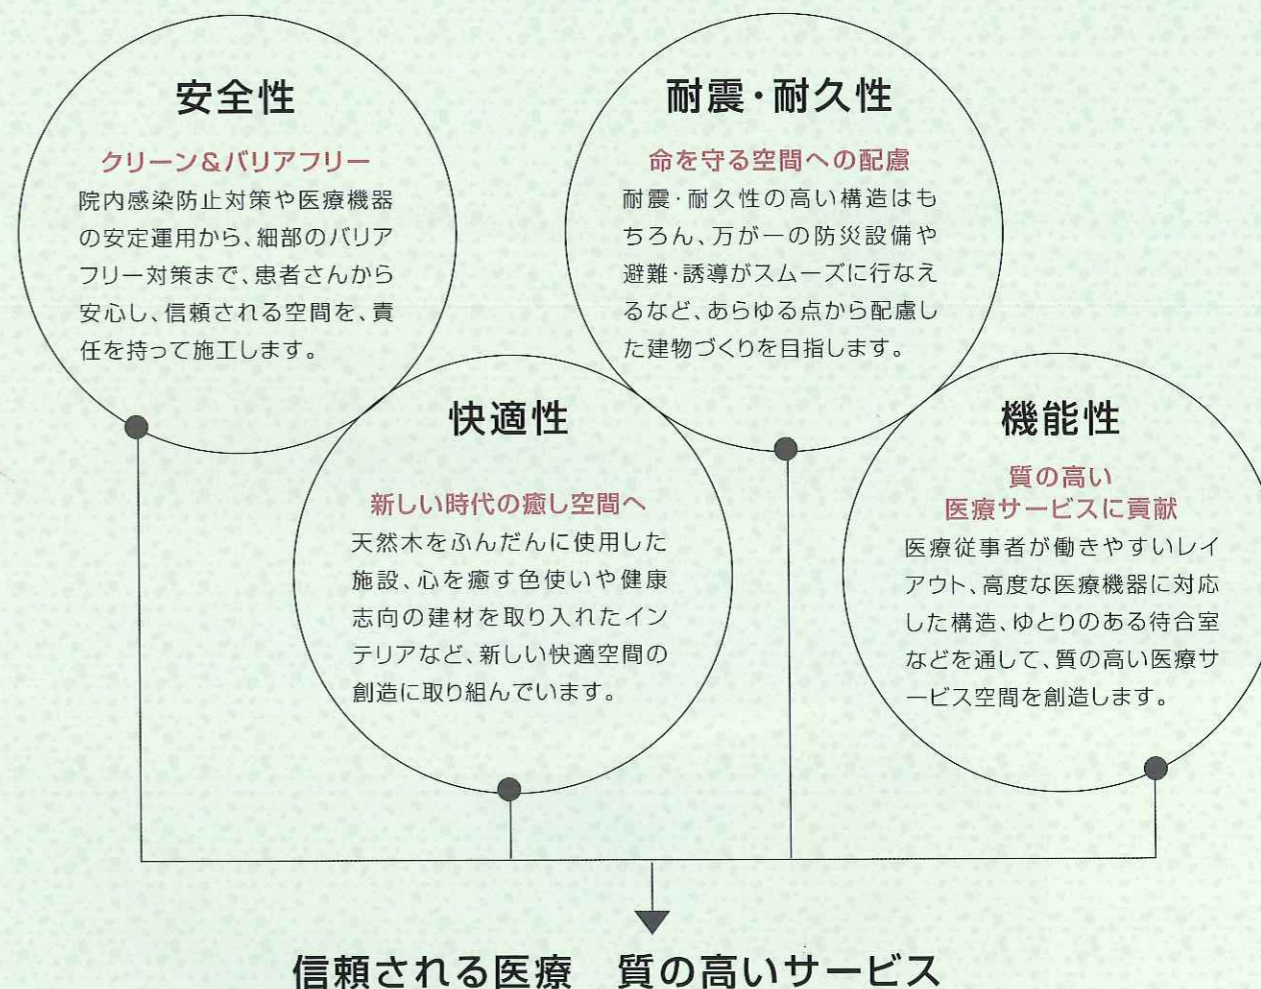 安全性
クリーン&バリアフリー
院内感染防止対策や医療機器
の安定運用から、細部のバリア
フリー対策まで、患者さんから
安心し、信頼される空間を、責
任を持って施工します。
耐震・耐久性
命を守る空間への配慮
耐震・耐久性の高い構造はも
ちろん、万が一の防災設備や
避難・誘導がスムーズに行なえ
るなど、あらゆる点から配慮し
た建物づくりを目指します。
快適性
新しい時代の癒し空間へ
天然木をふんだんに使用した
施設、心を癒す色使いや健康
志向の建材を取り入れたイン
テリアなど、新しい快適空間の
創造に取り組んでいます。
機能性
質の高い
医療サービスに貢献
医療従事者が働きやすいレイ
アウト、高度な医療機器に対応
した構造、ゆとりのある待合室
などを通して、質の高い医療サ
ービス空間を創造します。
信頼される医療　質の高いサービス